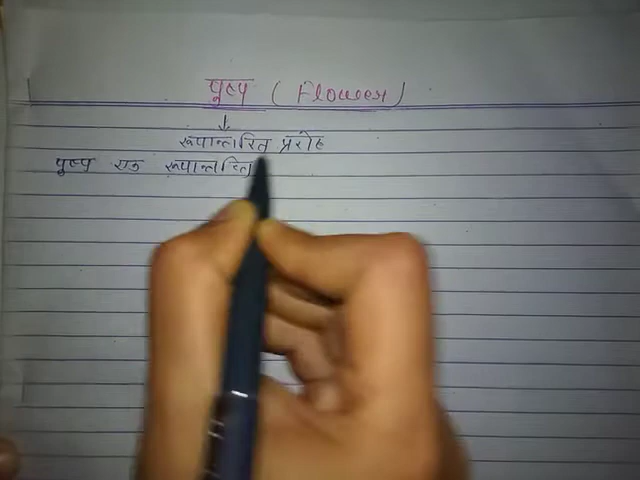 पुष्प (Flower)
↓
रूपान्तरित प्ररोह
पुष्प एक रूपान्तरित